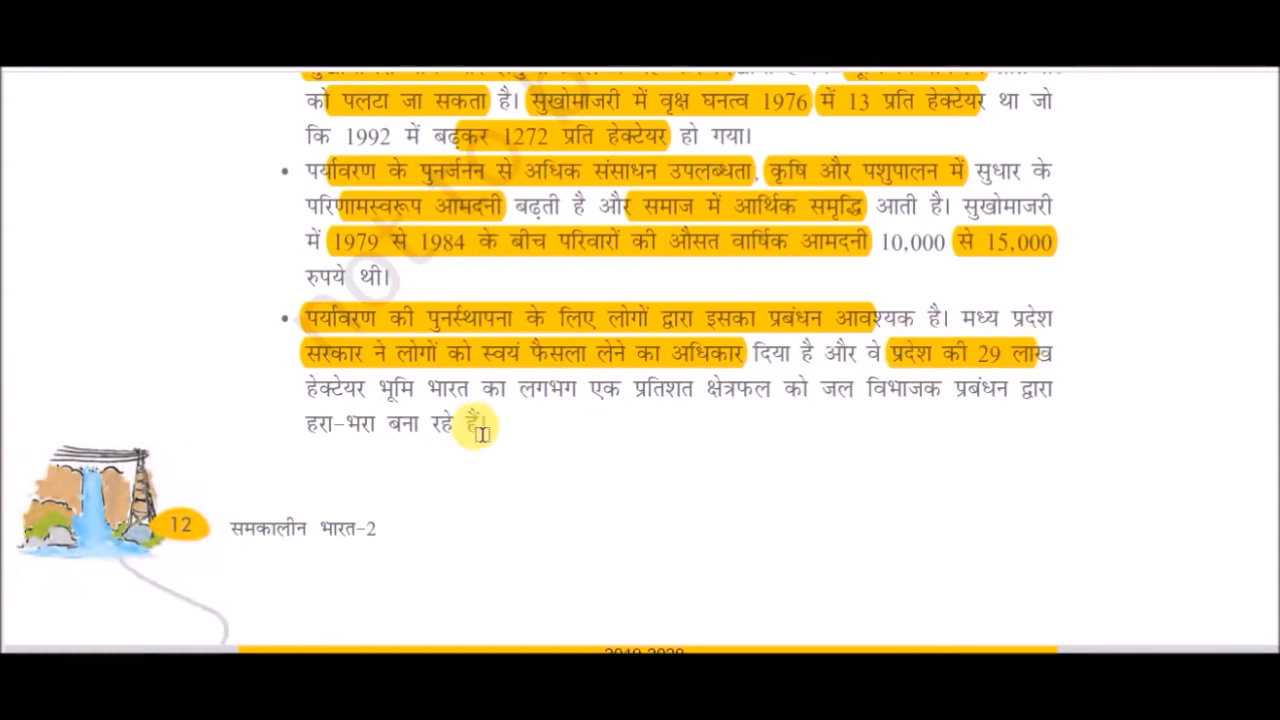 को पलटा जा सकता है। सुखोमाजरी में वृक्ष घनत्व 1976 में 13 प्रति हेक्टेयर था जो
कि 1992 में बढ़कर 1272 प्रति हेक्टेयर हो गया।
• पर्यावरण के पुनर्जनन से अधिक संसाधन उपलब्धता, कृषि और पशुपालन में सुधार के
परिणामस्वरूप आमदनी बढ़ती है और समाज में आर्थिक समृद्धि आती है। सुखोमाजरी
में 1979 से 1984 के बीच परिवारों की औसत वार्षिक आमदनी 10,000 से 15,000
रुपये थी।
• पर्यावरण की पुनर्स्थापना के लिए लोगों द्वारा इसका प्रबंधन आवश्यक है। मध्य प्रदेश
सरकार ने लोगों को स्वयं फैसला लेने का अधिकार दिया है और वे प्रदेश की 29 लाख
हेक्टेयर भूमि भारत का लगभग एक प्रतिशत क्षेत्रफल को जल विभाजक प्रबंधन द्वारा
हरा-भरा बना रहे हैं।
12 समकालीन भारत-2